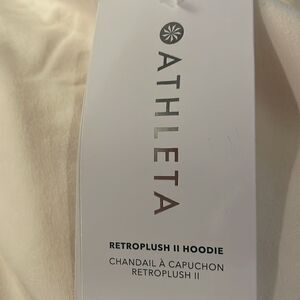 ATHLETA
RETROPLUSH II HOODIE
CHANDAIL À CAPUCHON
RETROPLUSH II